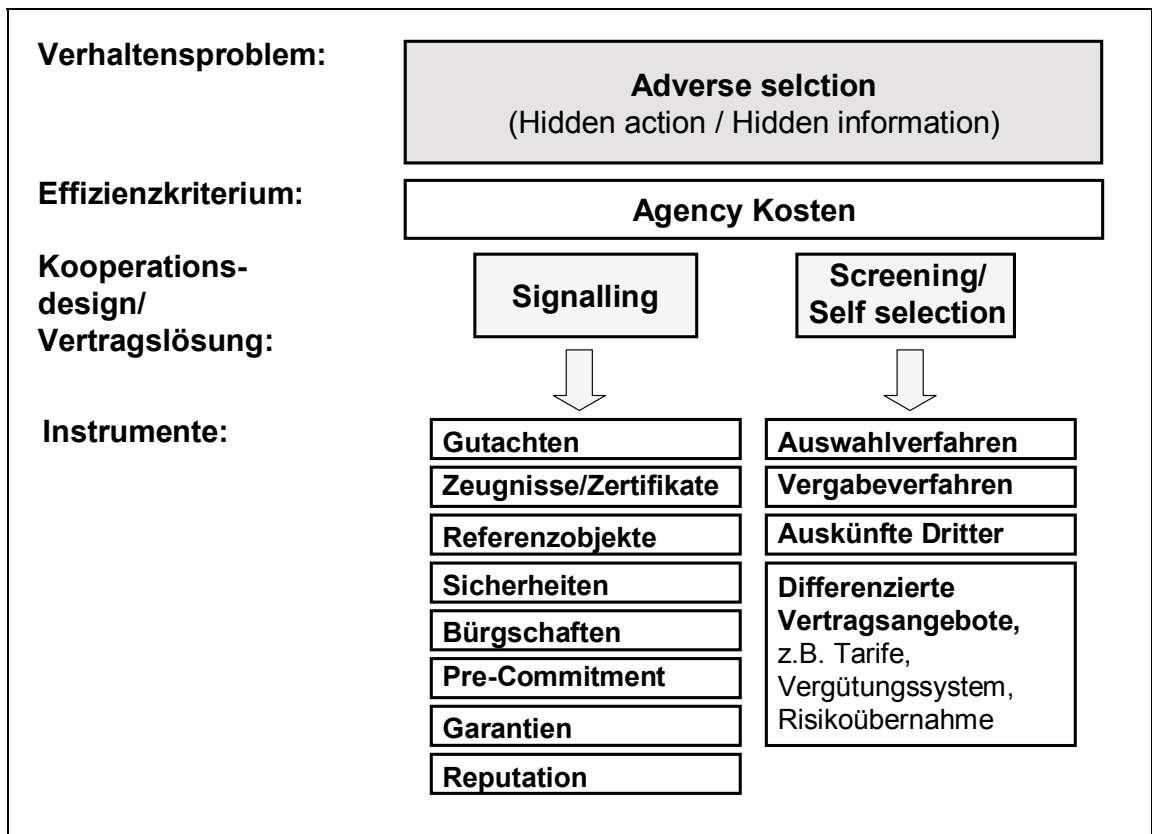 Verhaltensproblem:
Adverse selction
(Hidden action / Hidden information)
Effizienzkriterium:
Agency Kosten
Kooperations-
design/
Vertragslösung:
Signalling
Screening/
Self selection
Instrumente:
Gutachten
Zeugnisse/Zertifikate
Referenzobjekte
Sicherheiten
Bürgschaften
Pre-Commitment
Garantien
Reputation
Auswahlverfahren
Vergabeverfahren
Auskünfte Dritter
Differenzierte
Vertragsangebote,
z.B. Tarife,
Vergütungssystem,
Risikoübernahme